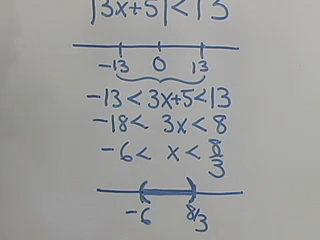 |3x+5|<13
-13 0 13
-13 < 3x+5 < 13
-18 < 3x < 8
-6 < x < 8/3
-6 8/3